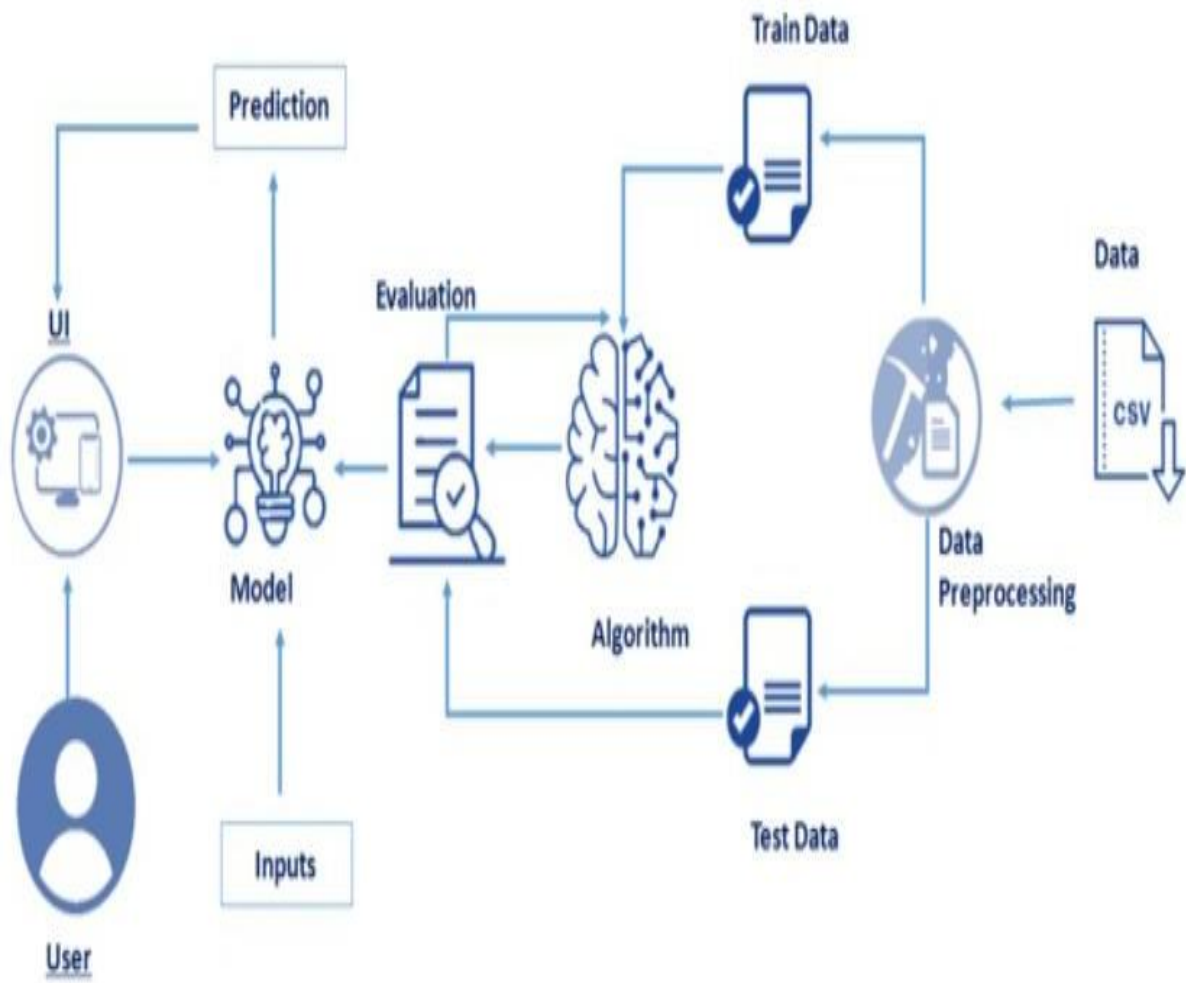 Train Data
Prediction
Data
Evaluation
UI
CSV
Data
Preprocessing
Model
Algorithm
Test Data
Inputs
User